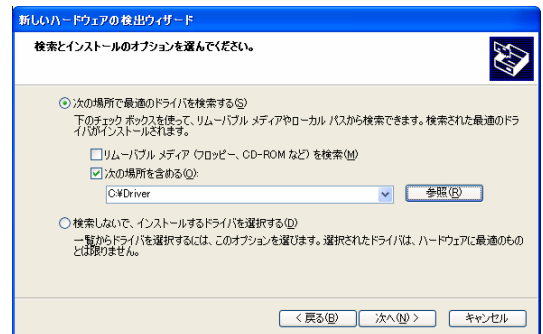 新しいハードウェアの検出ウィザード
検索とインストールのオプションを選んでください。
次の場所で最適のドライバを検索する(S)
下のチェック ボックスを使って、リムーバブル メディアやローカル パスから検索できます。検索された最適のドラ
イバがインストールされます。
リムーバブル メディア (フロッピー、CD-ROM など) を検索(M)
次の場所を含める(O):
C:¥Driver
参照(R)
検索しないで、インストールするドライバを選択する(D)
一覧からドライバを選択するには、このオプションを選びます。選択されたドライバは、ハードウェアに最適のもの
とは限りません。
< 戻る(B)
次へ(N) >
キャンセル